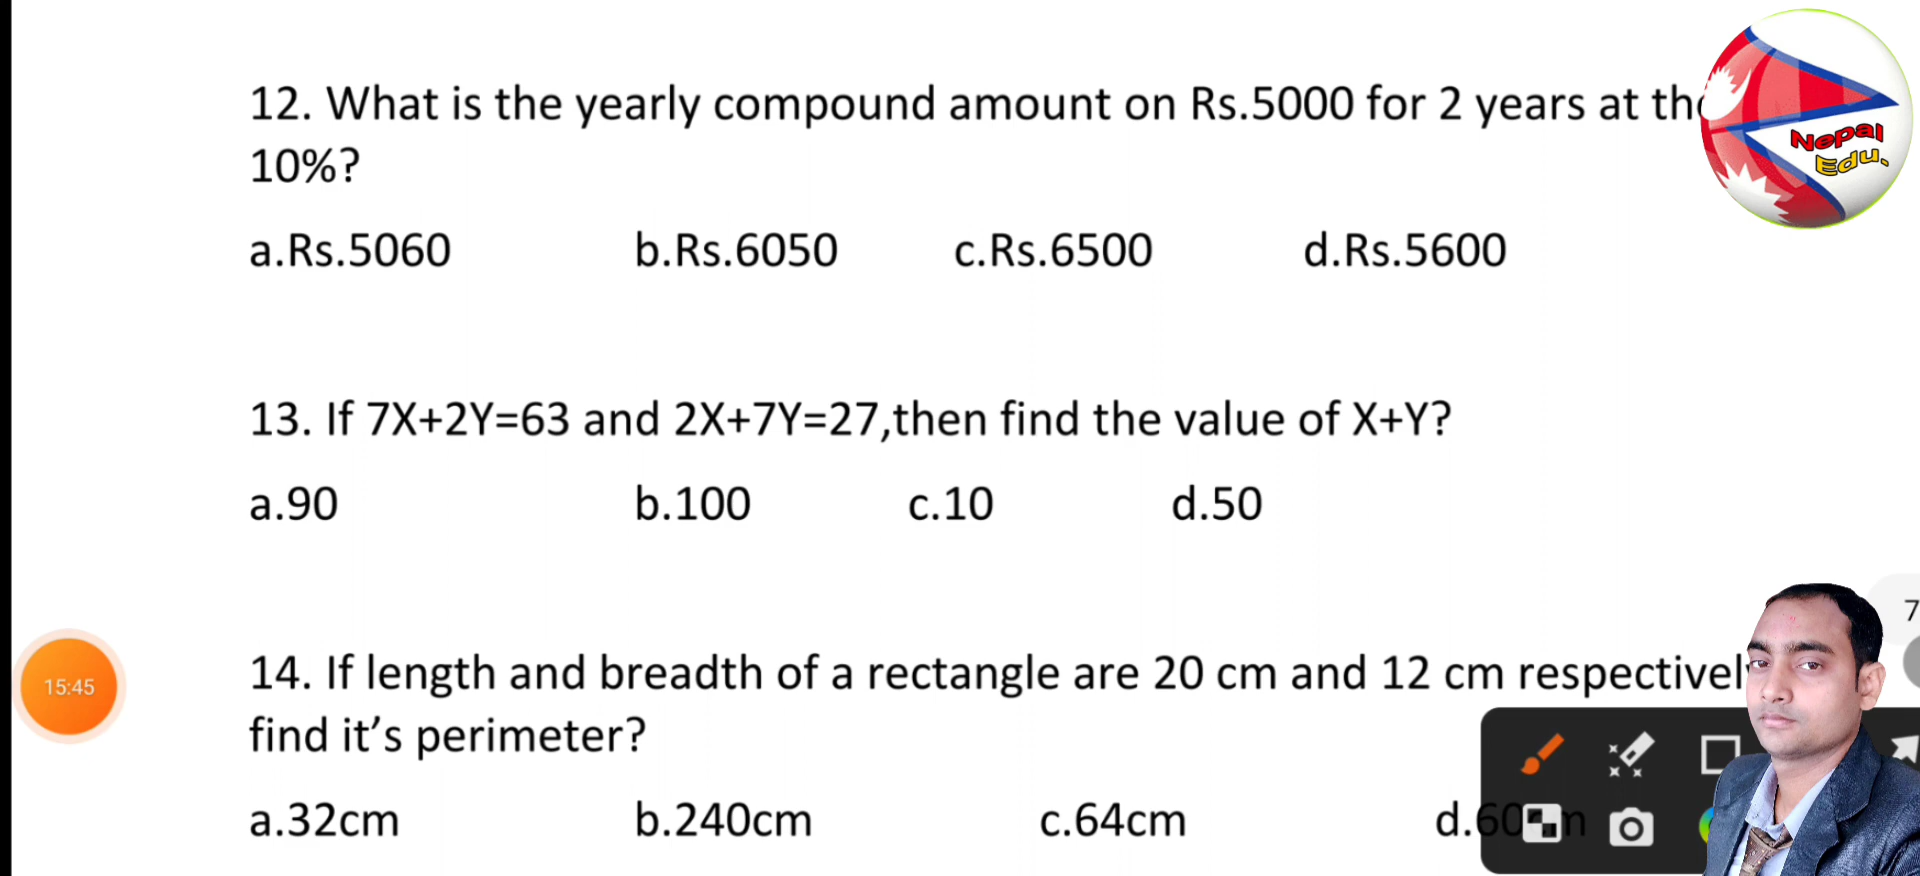 12. What is the yearly compound amount on Rs.5000 for 2 years at
10%?
a.Rs.5060 b.Rs.6050 c.Rs.6500 d.Rs.5600
Nepal
Edu.
13. If 7X+2Y=63 and 2X+7Y=27,then find the value of X+Y?
a.90 b.100 c.10 d.50
7
15:45
14. If length and breadth of a rectangle are 20 cm and 12 cm
find it’s perimeter?
a.32cm b.240cm c.64cm d.